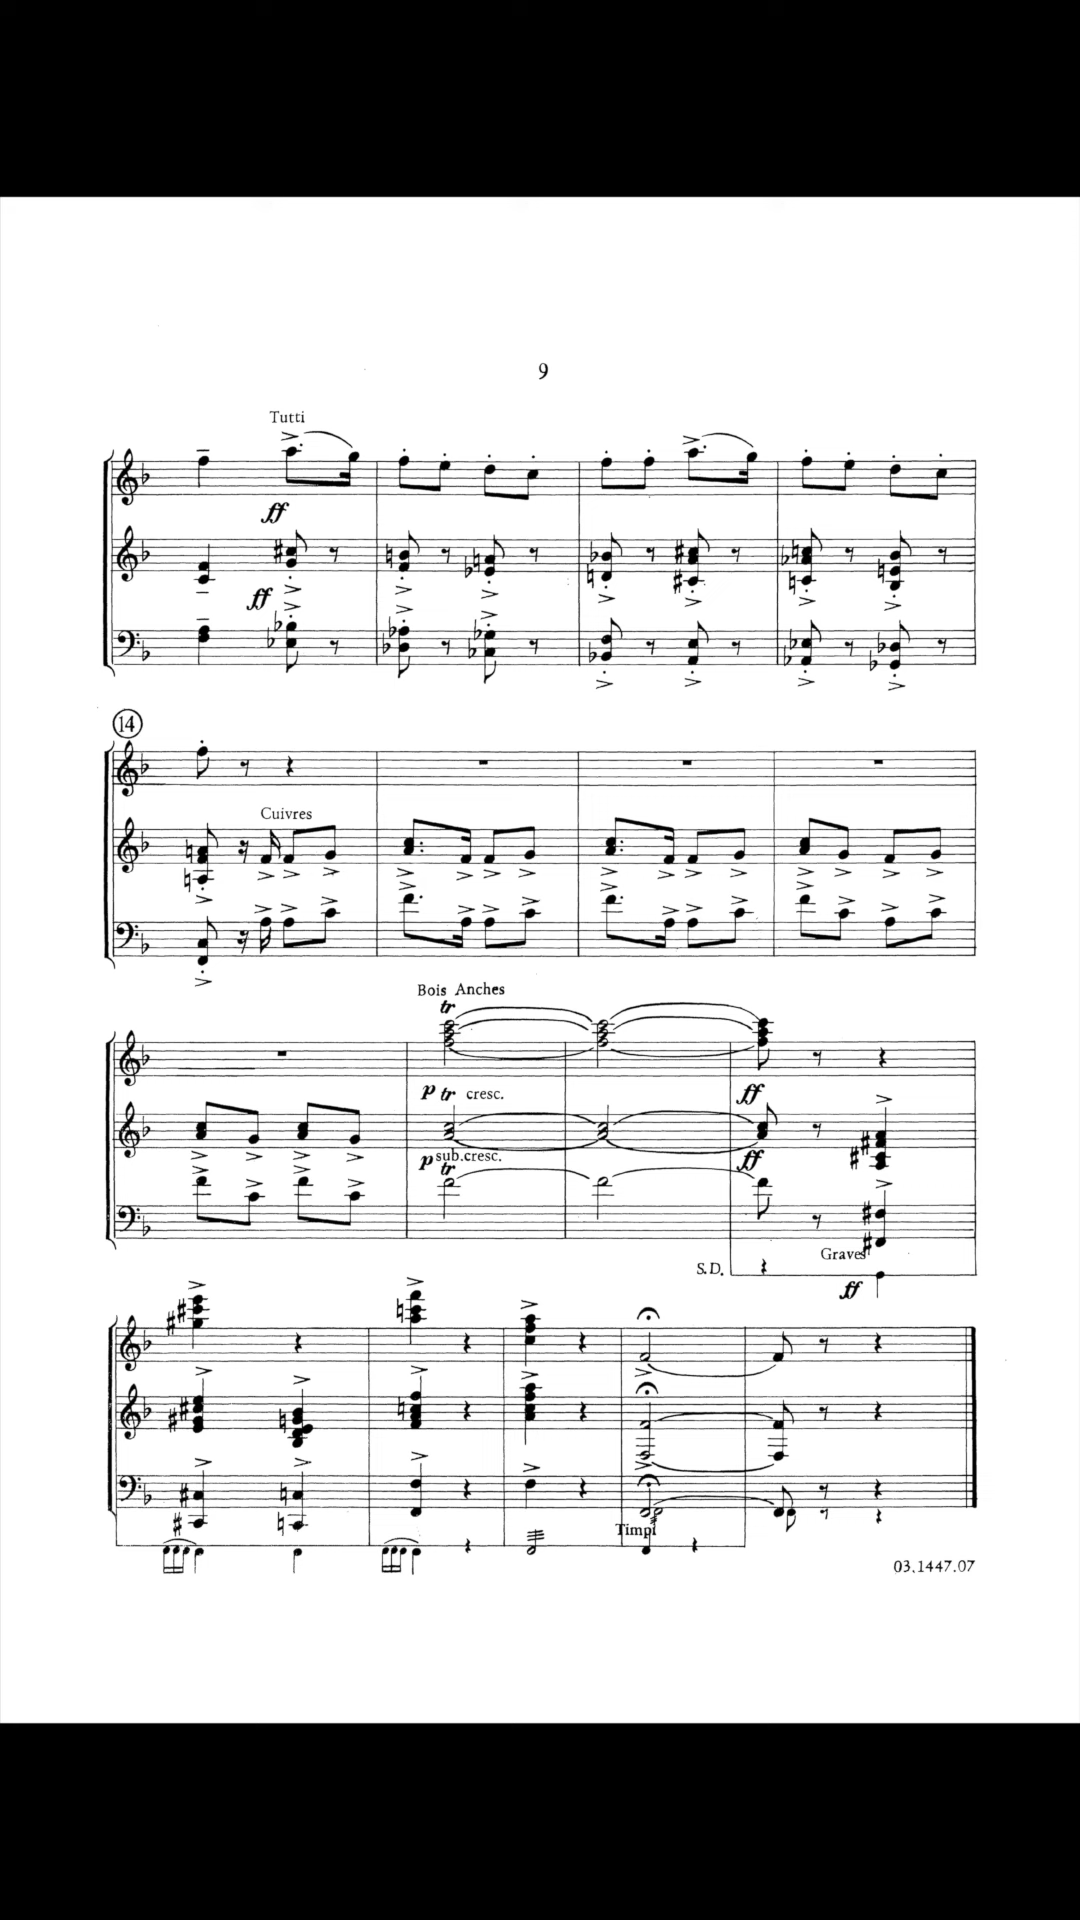 9
Tutti
ff
ff
14
Cuivres
Bois Anches
tr
p tr cresc.
ff
p sub.cresc.
ff
tr
S.D.
Graves
ff
Timpi
03.1447.07